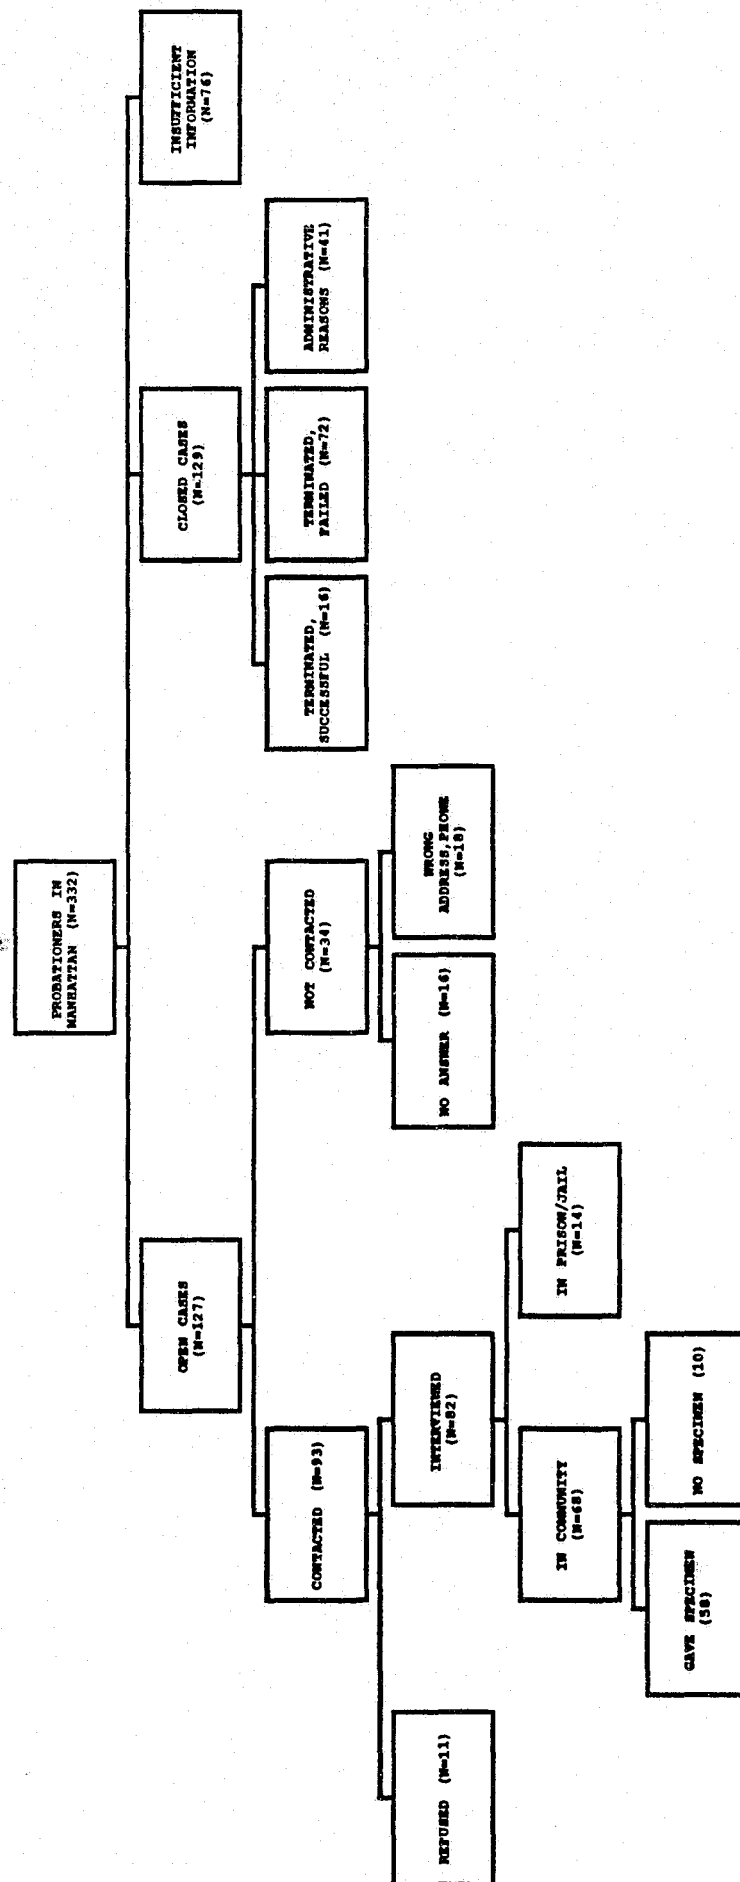 PROBATIONERS IN
MANHATTAN (N=332)
OPEN CASES
(N=127)
CLOSED CASES
(N=129)
INSUFFICIENT
INFORMATION
(N=76)
CONTACTED (N=93)
NOT CONTACTED
(N=34)
TERMINATED,
SUCCESSFUL (N=16)
TERMINATED,
FAILED (N=72)
ADMINISTRATIVE
REASONS (N=41)
REFUSED (N=11)
INTERVIEWED
(N=82)
NO ANSWER (N=16)
WRONG
ADDRESS,PHONE
(N=18)
IN COMMUNITY
(N=68)
IN PRISON/JAIL
(N=14)
GAVE SPECIMEN
(58)
NO SPECIMEN (10)